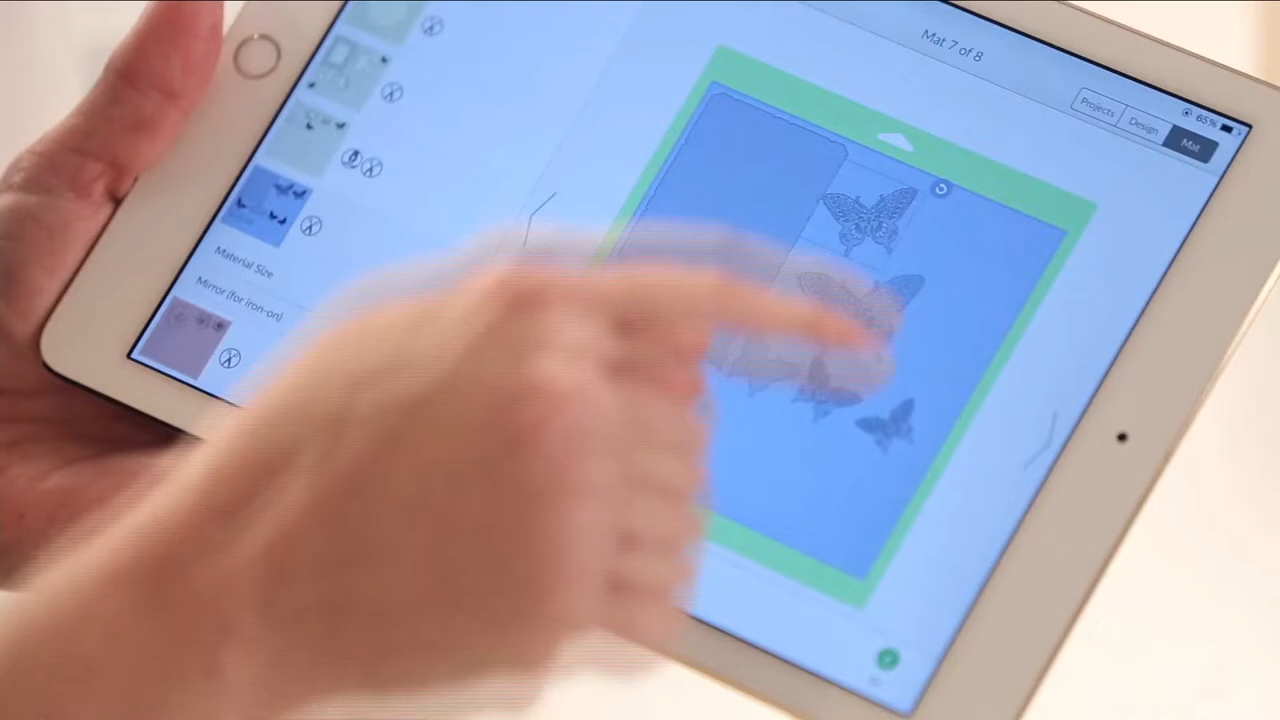 Mat 7 of 8
65%
Projects Design Mat
Material Size
Mirror (for iron-on)